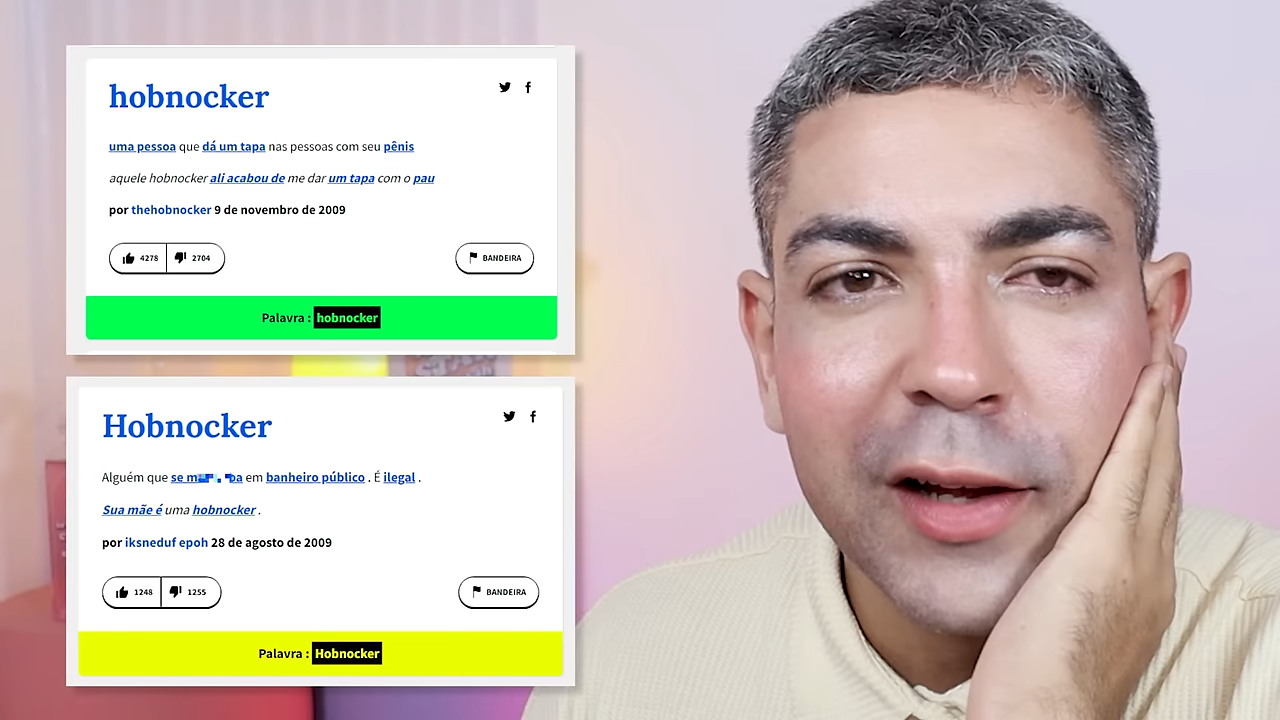 hobnocker
uma pessoa que dá um tapa nas pessoas com seu pênis
aquele hobnocker ali acabou de me dar um tapa com o pau
por thehobnocker 9 de novembro de 2009
4278 2704 BANDEIRA
Palavra : hobnocker
Hobnocker
Alguém que se em banheiro público . É ilegal .
Sua mãe é uma hobnocker .
por iksneduf epoh 28 de agosto de 2009
1248 1255 BANDEIRA
Palavra : Hobnocker